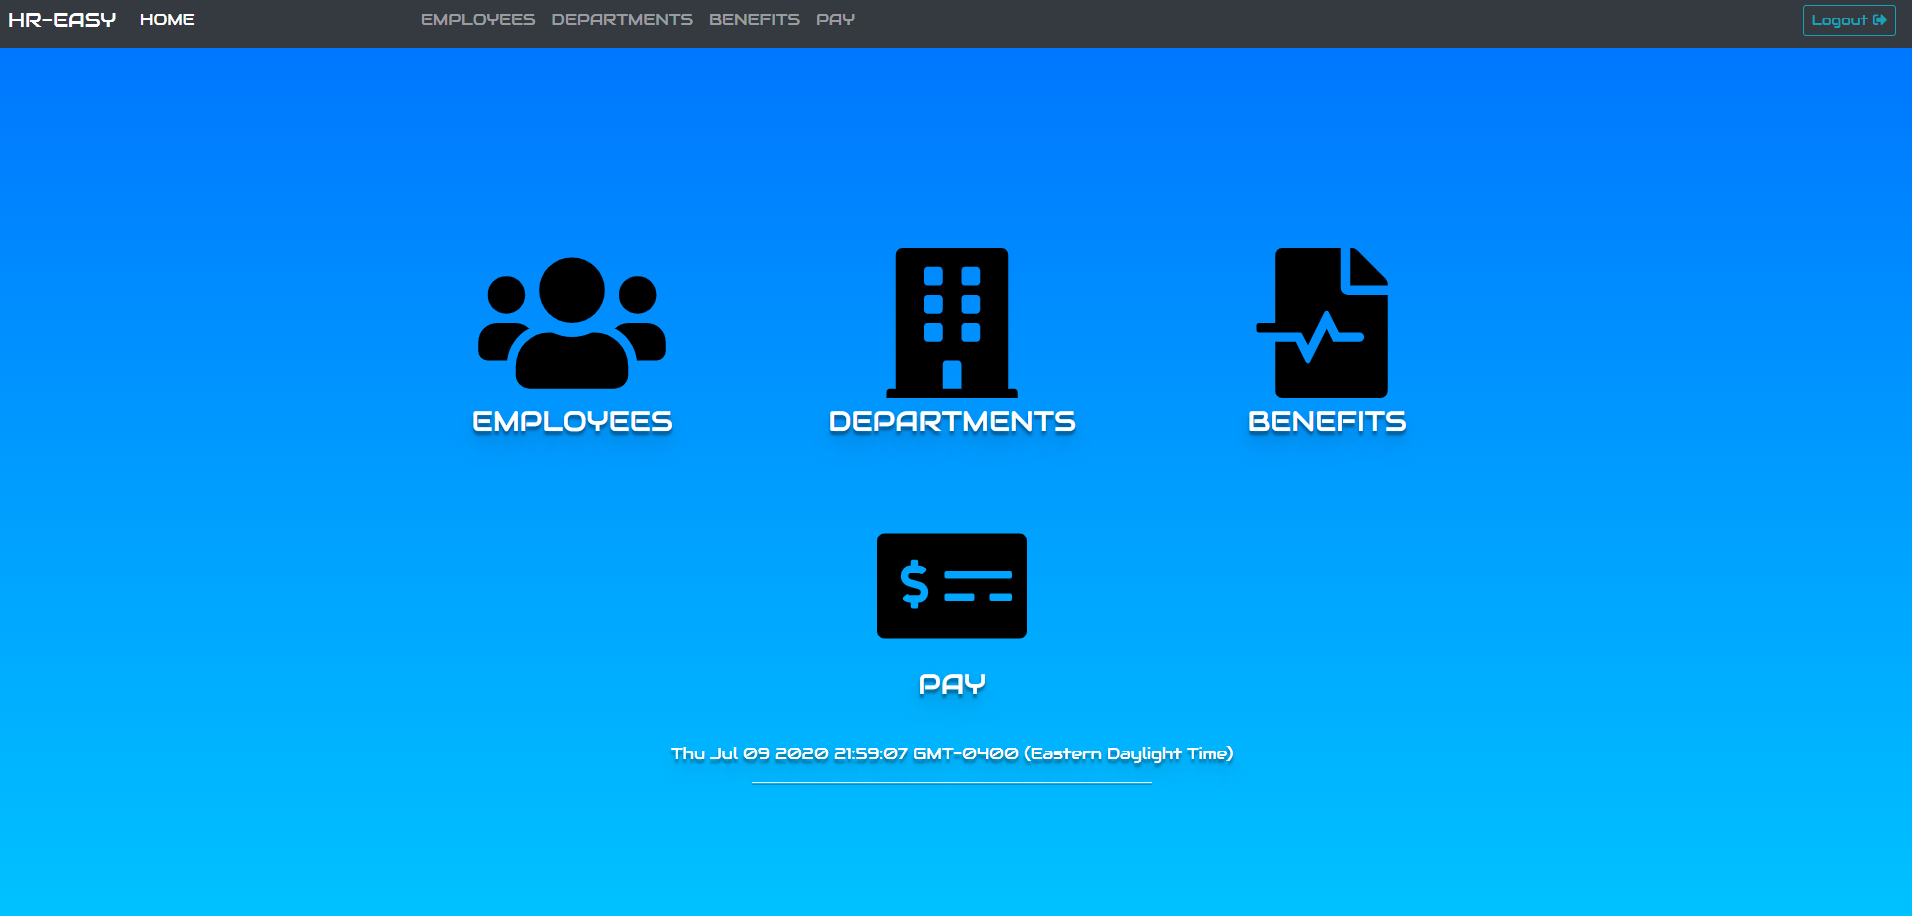 HR-EASY HOME EMPLOYEES DEPARTMENTS BENEFITS PAY Logout
EMPLOYEES DEPARTMENTS BENEFITS
$
PAY
Thu Jul 09 2020 21:59:07 GMT-0400 (Eastern Daylight Time)